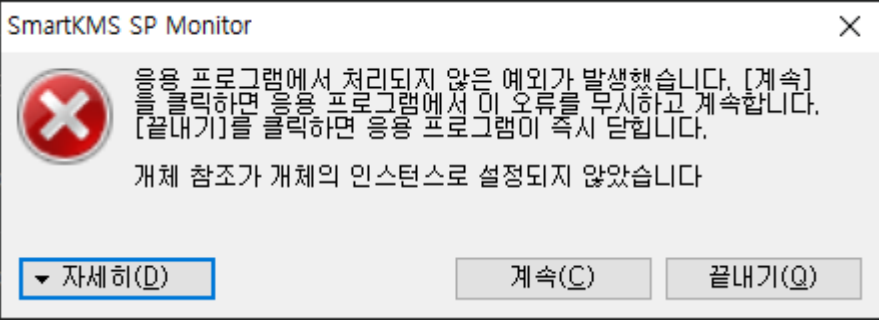 SmartKMS SP Monitor
응용 프로그램에서 처리되지 않은 예외가 발생했습니다. [계속]
을 클릭하면 응용 프로그램에서 이 오류를 무시하고 계속합니다.
[끝내기]를 클릭하면 응용 프로그램이 즉시 닫힙니다.
개체 참조가 개체의 인스턴스로 설정되지 않았습니다
자세히(D) 계속(C) 끝내기(Q)